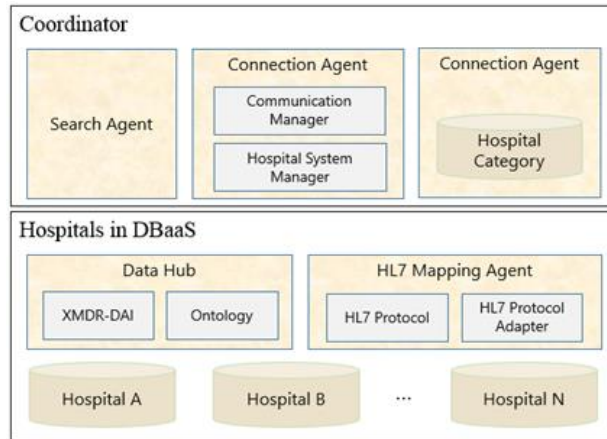 Coordinator
Search Agent
Connection Agent
Communication
Manager
Hospital System
Manager
Connection Agent
Hospital
Category
Hospitals in DBaaS
Data Hub
XMDR-DAI
Ontology
HL7 Mapping Agent
HL7 Protocol
HL7 Protocol
Adapter
Hospital A
Hospital B
...
Hospital N